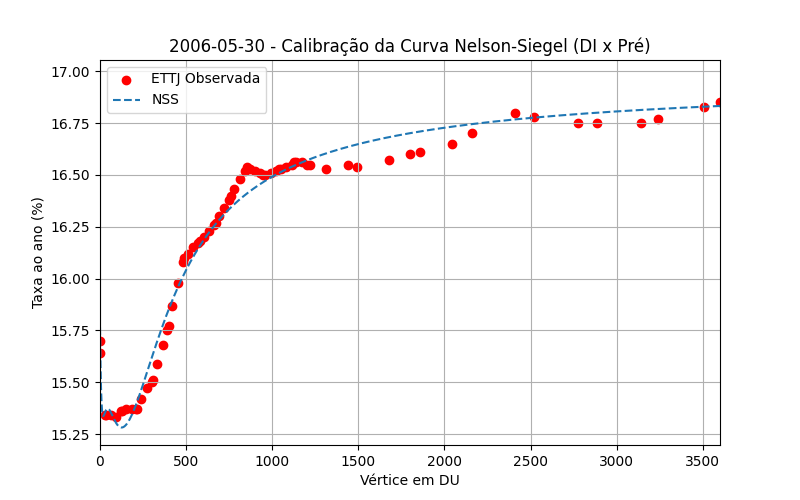 2006-05-30 - Calibração da Curva Nelson-Siegel (DI x Pré)
ETTJ Observada
NSS
Taxa ao ano (%)
17.00
16.75
16.50
16.25
16.00
15.75
15.50
15.25
0 500 1000 1500 2000 2500 3000 3500
Vértice em DU